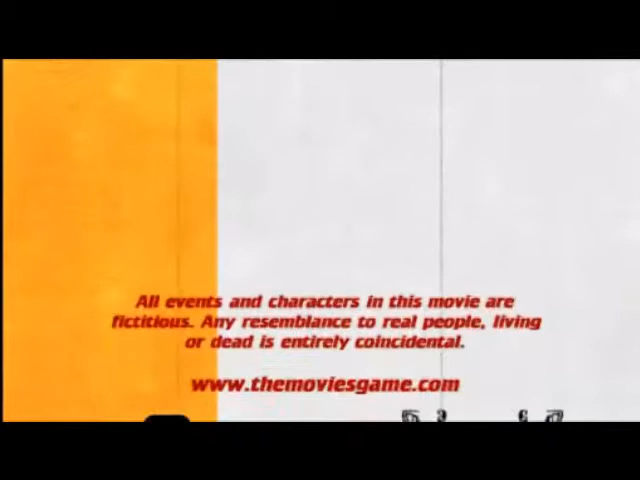 All events and characters in this movie are
fictitious. Any resemblance to real people, living
or dead is entirely coincidental.
www.themoviesgame.com